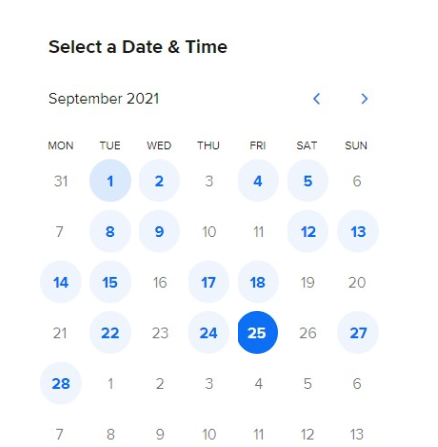 Select a Date & Time
September 2021
MON TUE WED THU FRI SAT SUN
31 1 2 3 4 5 6
7 8 9 10 11 12 13
14 15 16 17 18 19 20
21 22 23 24 25 26 27
28 1 2 3 4 5 6
7 8 9 10 11 12 13